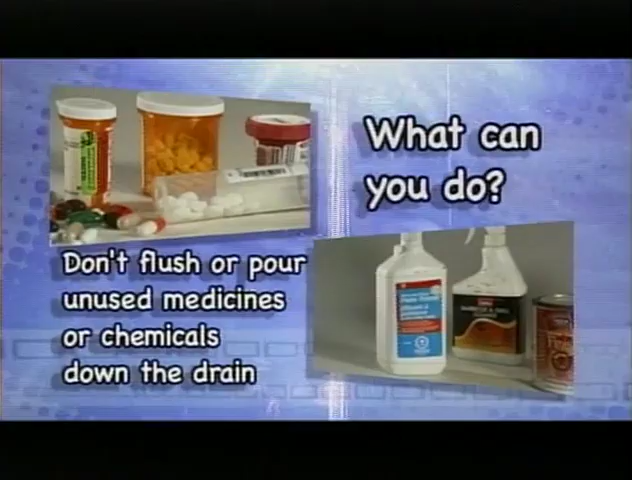 What can
you do?
Don't flush or pour
unused medicines
or chemicals
down the drain